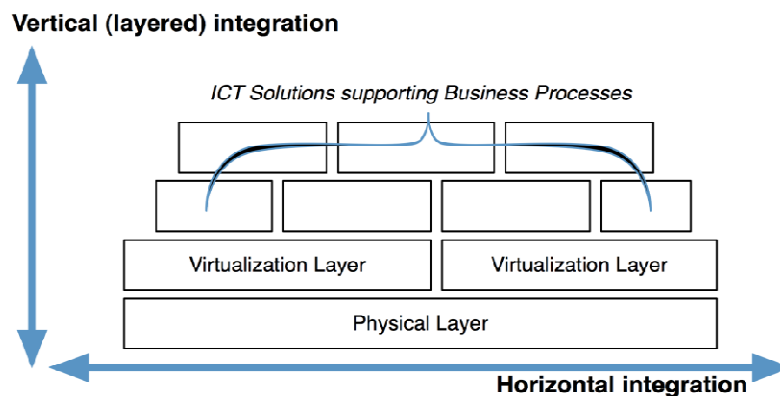 Vertical (layered) integration
ICT Solutions supporting Business Processes
Virtualization Layer
Virtualization Layer
Physical Layer
Horizontal integration